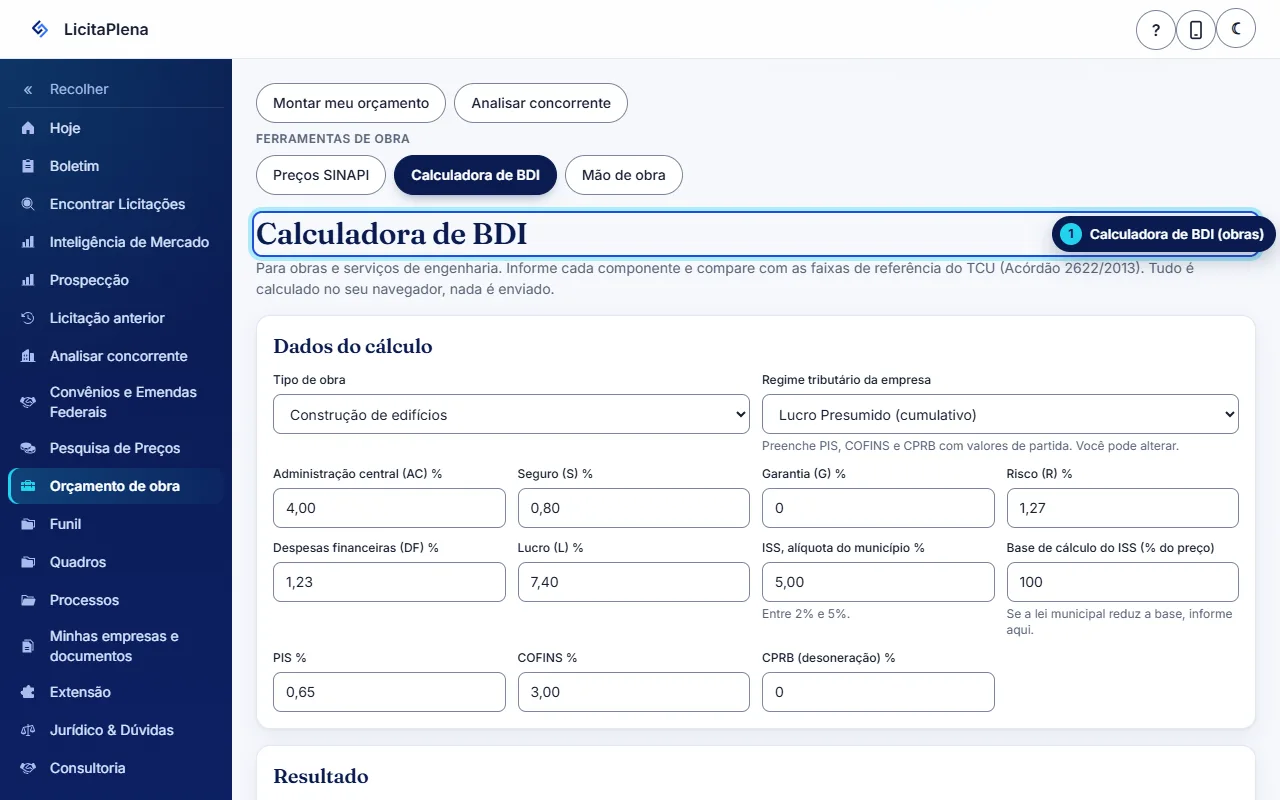 LicitaPlena
?
Recolher
Hoje
Boletim
Encontrar Licitações
Inteligência de Mercado
Prospecção
Licitação anterior
Analisar concorrente
Convênios e Emendas
Federais
Pesquisa de Preços
Orçamento de obra
Funil
Quadros
Processos
Minhas empresas e
documentos
Extensão
Jurídico & Dúvidas
Consultoria
Montar meu orçamento Analisar concorrente
FERRAMENTAS DE OBRA
Preços SINAPI Calculadora de BDI Mão de obra
Calculadora de BDI
1 Calculadora de BDI (obras)
Para obras e serviços de engenharia. Informe cada componente e compare com as faixas de referência do TCU (Acórdão 2622/2013). Tudo é
calculado no seu navegador, nada é enviado.
Dados do cálculo
Tipo de obra Regime tributário da empresa
Construção de edifícios Lucro Presumido (cumulativo)
Preenche PIS, COFINS e CPRB com valores de partida. Você pode alterar.
Administração central (AC) % Seguro (S) % Garantia (G) % Risco (R) %
4,00 0,80 0 1,27
Despesas financeiras (DF) % Lucro (L) % ISS, alíquota do município % Base de cálculo do ISS (% do preço)
1,23 7,40 5,00 100
Entre 2% e 5%. Se a lei municipal reduz a base, informe
aqui.
PIS % COFINS % CPRB (desoneração) %
0,65 3,00 0
Resultado